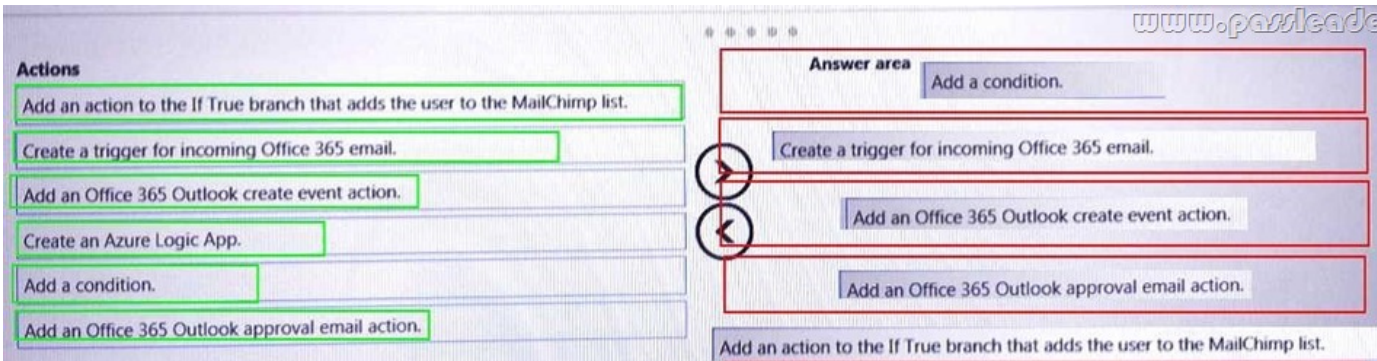 Actions
Add an action to the If True branch that adds the user to the MailChimp list.
Create a trigger for incoming Office 365 email.
Add an Office 365 Outlook create event action.
Create an Azure Logic App.
Add a condition.
Add an Office 365 Outlook approval email action.
Answer area
Add a condition.
Create a trigger for incoming Office 365 email.
Add an Office 365 Outlook create event action.
Add an Office 365 Outlook approval email action.
Add an action to the If True branch that adds the user to the MailChimp list.